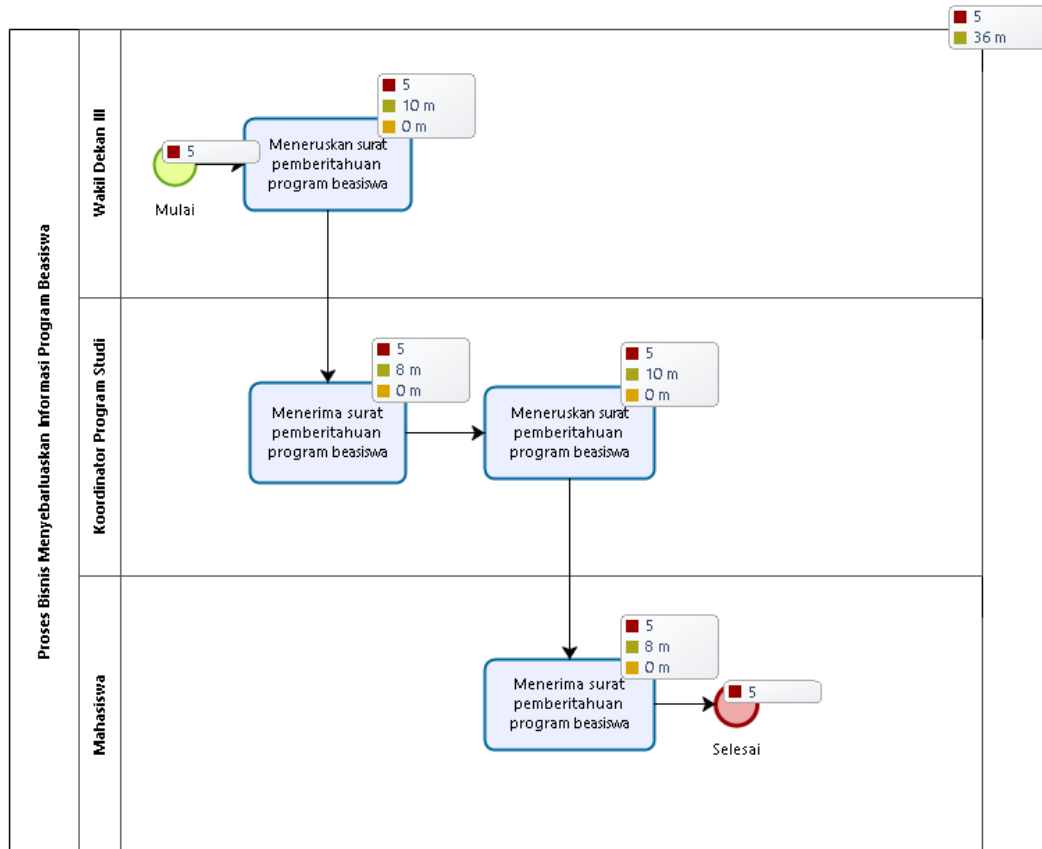 5
36 m
Proses Bisnis Menyebarluaskan Informasi Program Beasiswa
Wakil Dekan III
5
Mulai
5
10 m
0 m
Meneruskan surat
pemberitahuan
program beasiswa
Koordinator Program Studi
5
8 m
0 m
Menerima surat
pemberitahuan
program beasiswa
5
10 m
0 m
Meneruskan surat
pemberitahuan
program beasiswa
Mahasiswa
5
8 m
0 m
Menerima surat
pemberitahuan
program beasiswa
5
Selesai